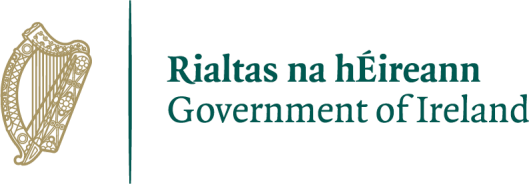 Rialtas na hÉireann
Government of Ireland